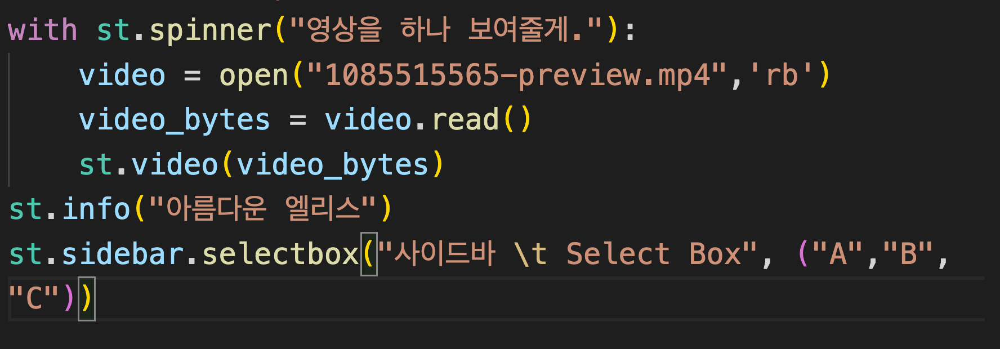 with st.spinner("영상을 하나 보여줄게."):
    video = open("1085515565-preview.mp4",'rb')
    video_bytes = video.read()
    st.video(video_bytes)
st.info("아름다운 엘리스")
st.sidebar.selectbox("사이드바 \t Select Box", ("A","B",
"C"))